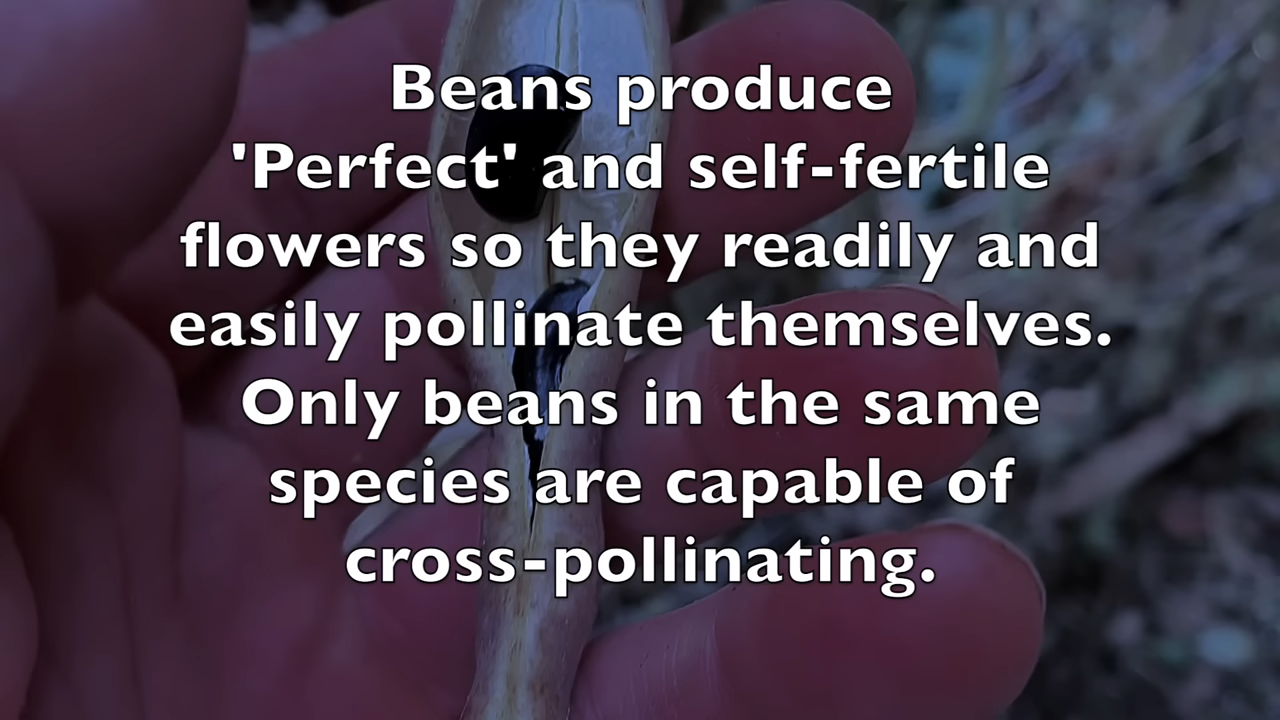 Beans produce
'Perfect' and self-fertile
flowers so they readily and
easily pollinate themselves.
Only beans in the same
species are capable of
cross-pollinating.